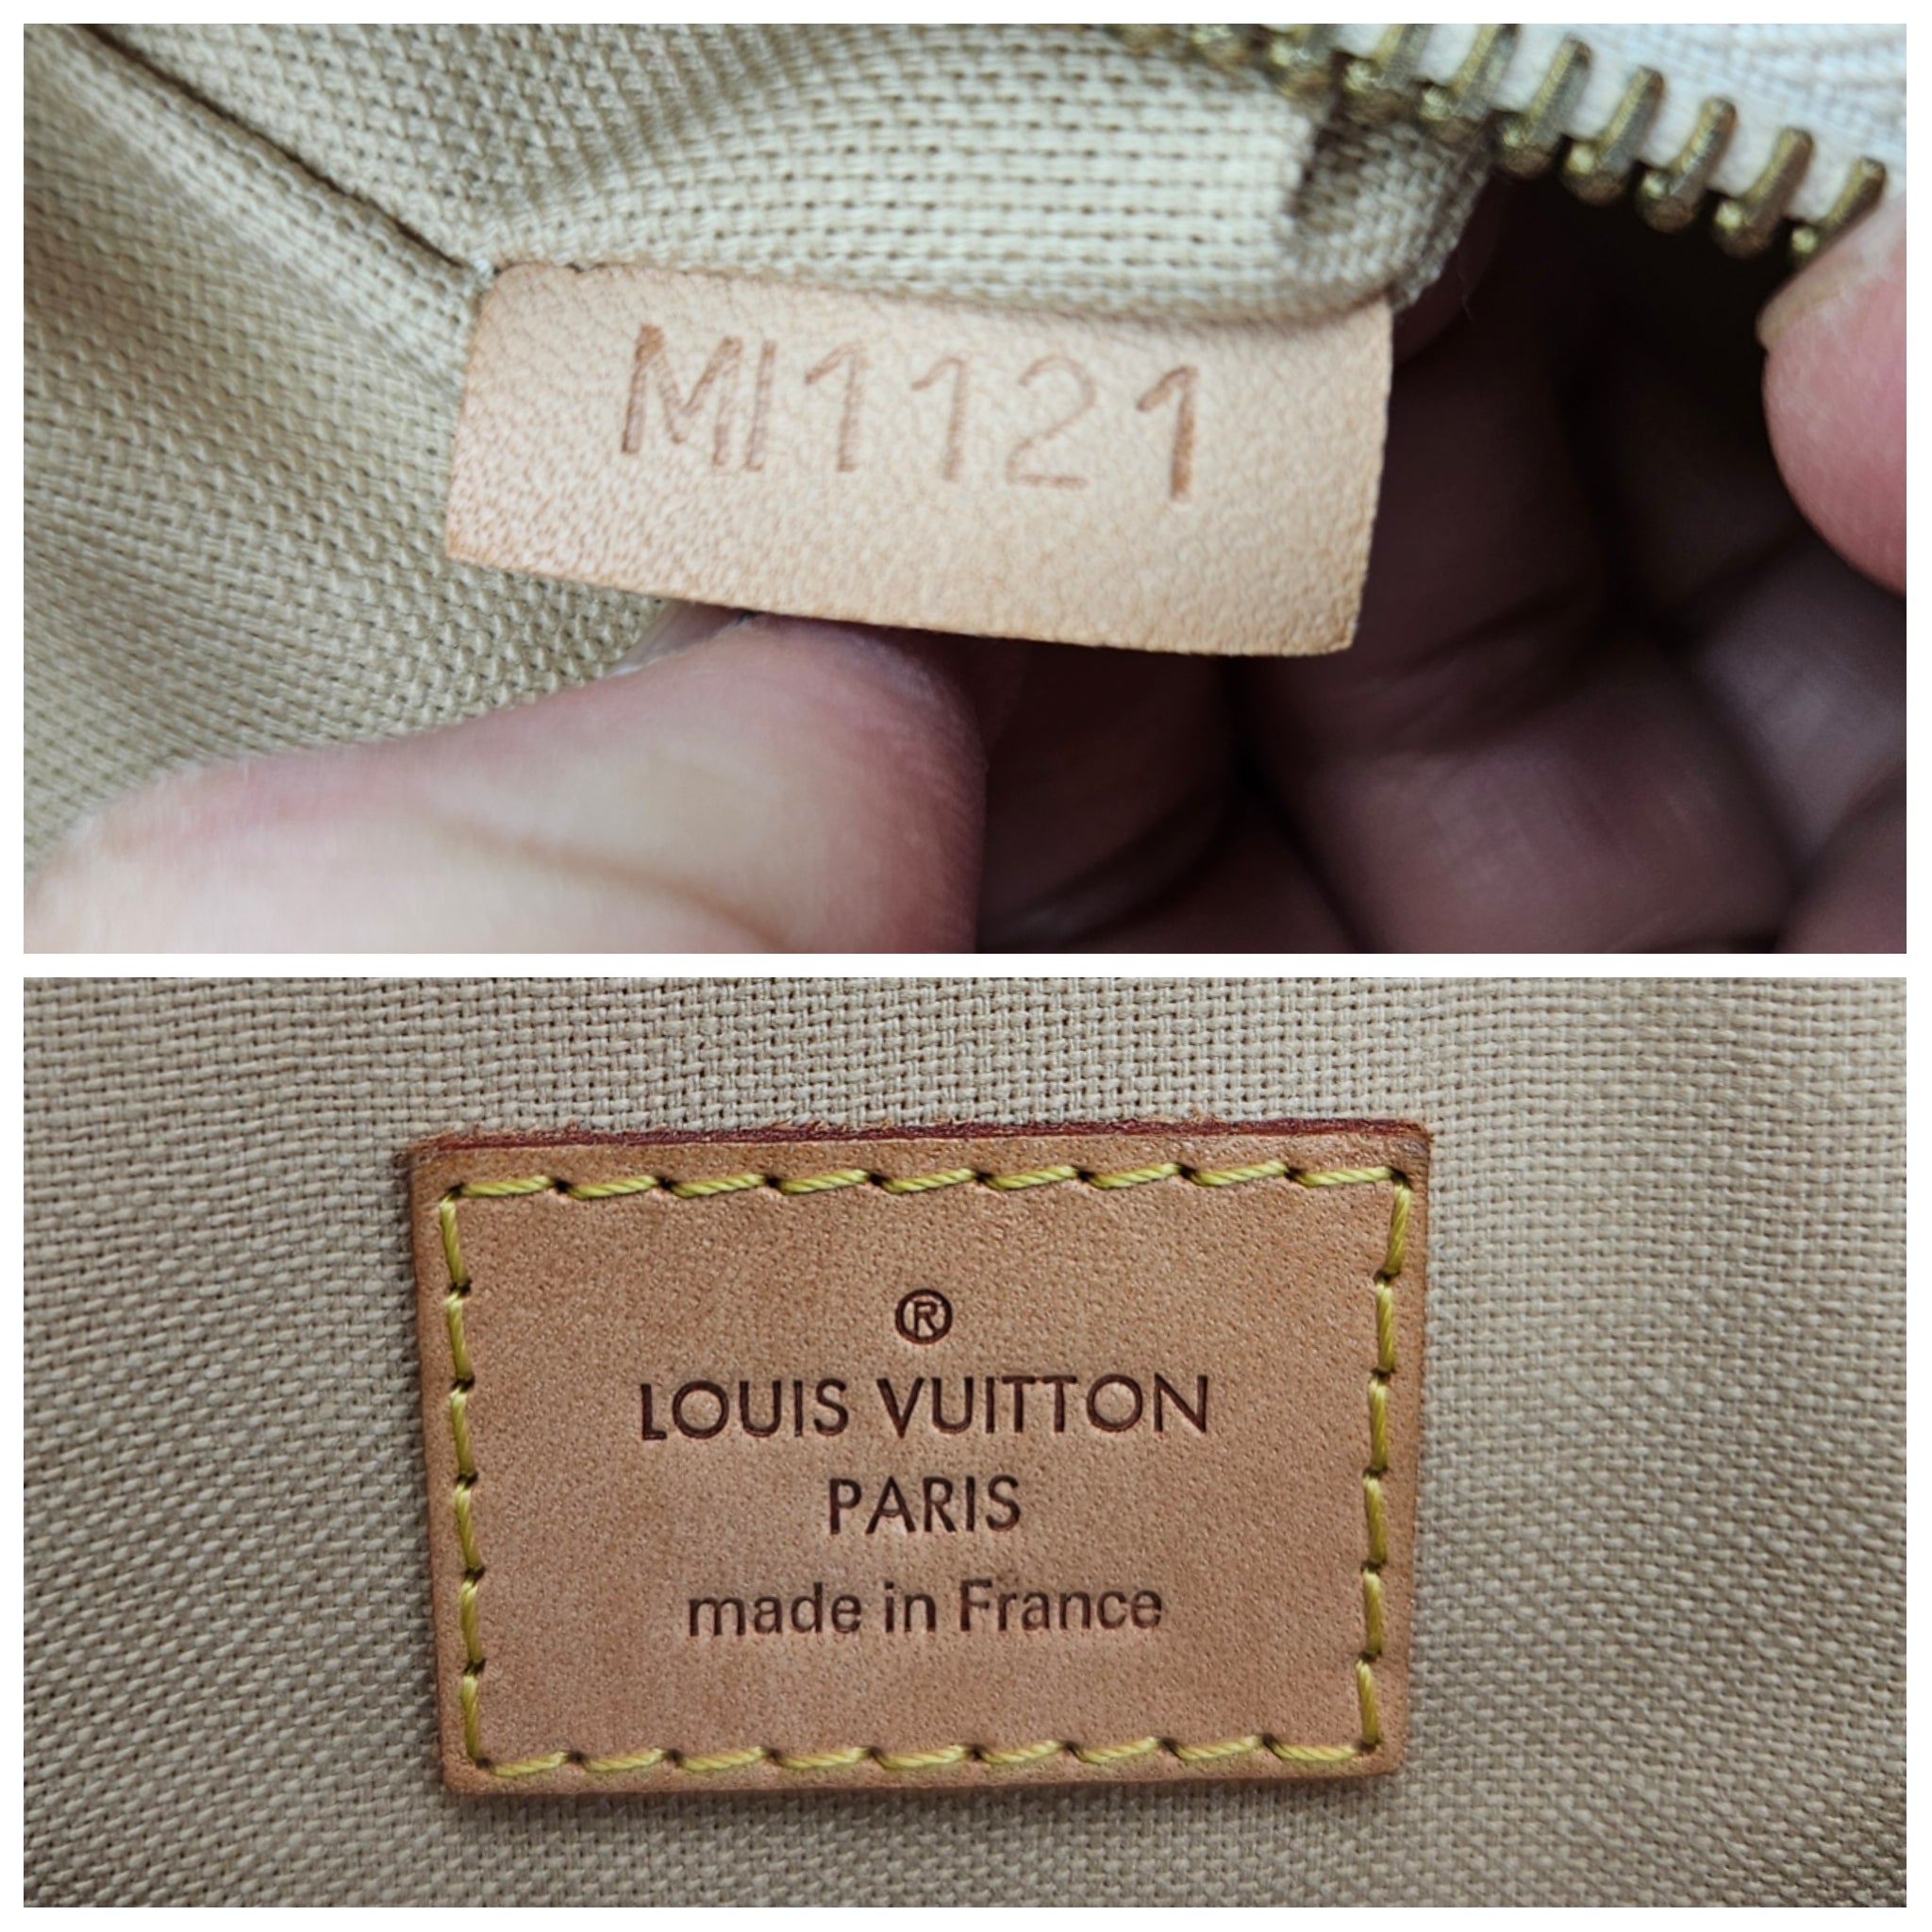 MI1121
®
LOUIS VUITTON
PARIS
made in France